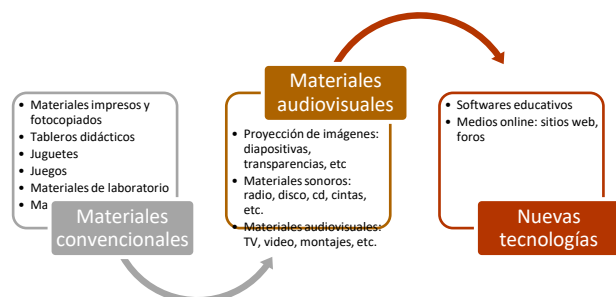 • Materiales impresos y
fotocopiados
• Tableros didácticos
• Juguetes
• Juegos
• Materiales de laboratorio
Materiales
convencionales
Materiales
audiovisuales
• Proyección de imágenes:
diapositivas,
transparencias, etc
• Materiales sonoros:
radio, disco, cd, cintas,
etc.
• Materiales audiovisuales:
TV, video, montajes, etc.
• Softwares educativos
• Medios online: sitios web,
foros
Nuevas
tecnologías